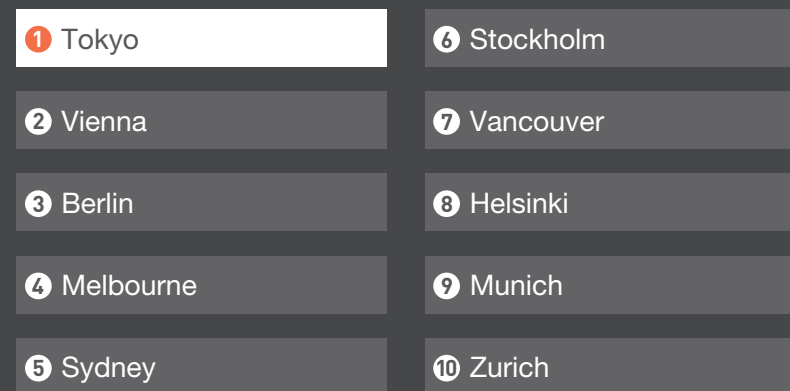 1 Tokyo
2 Vienna
3 Berlin
4 Melbourne
5 Sydney
6 Stockholm
7 Vancouver
8 Helsinki
9 Munich
10 Zurich